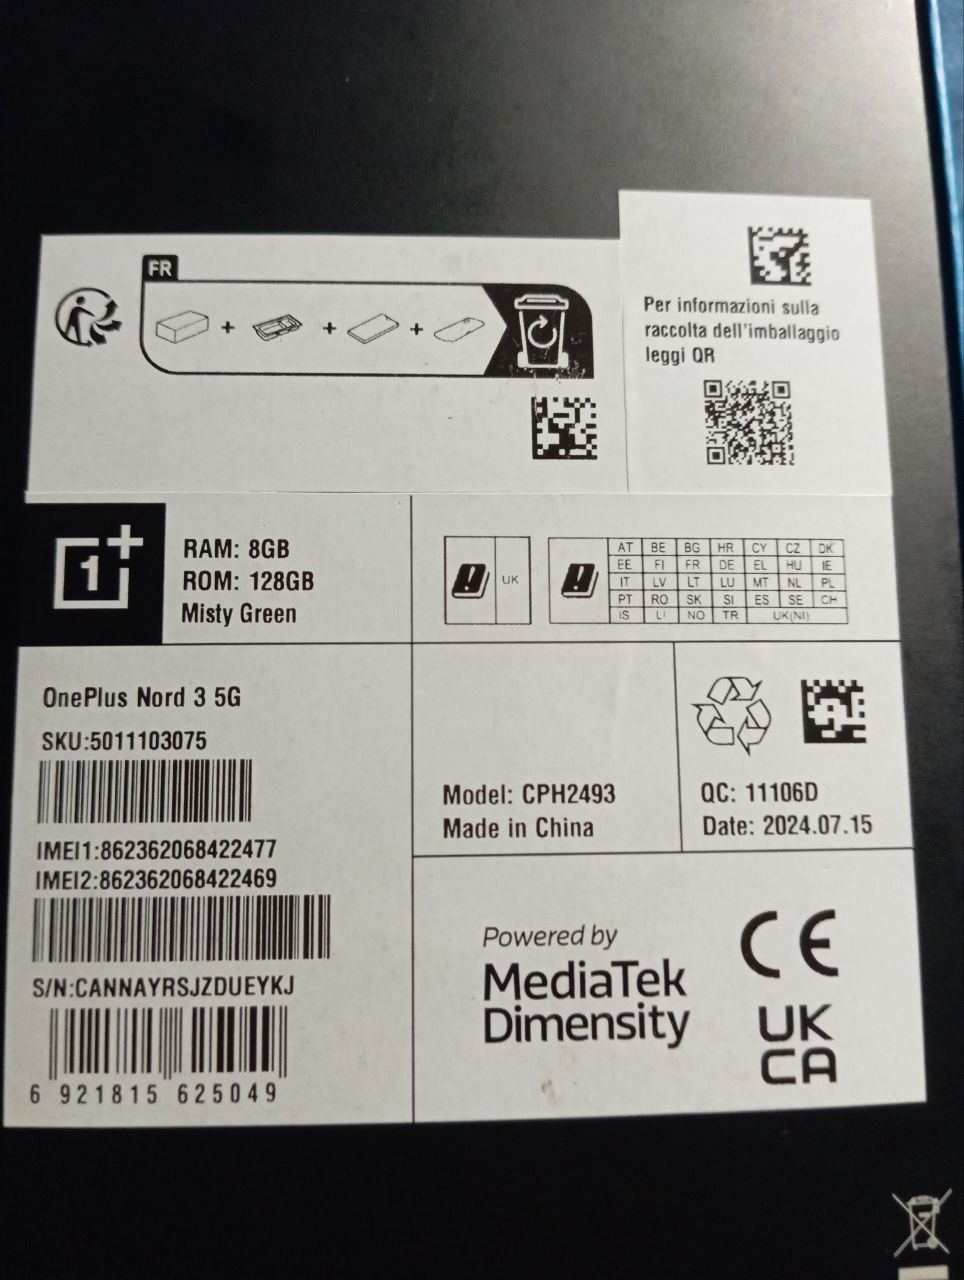 FR
Per informazioni sulla
raccolta dell'imballaggio
leggi QR
1+
RAM: 8GB
ROM: 128GB
Misty Green
UK
AT BE BG HR CY CZ DK
EE FI FR DE EL HU IE
IT LV LT LU MT NL PL
PT RO SK SI ES SE CH
IS LI NO TR UK(NI)
OnePlus Nord 3 5G
SKU:5011103075
IMEI1:862362068422477
IMEI2:862362068422469
S/N:CANNAYRSJZDUEYKJ
6 921815 625049
Model: CPH2493
Made in China
QC: 11106D
Date: 2024.07.15
Powered by
MediaTek
Dimensity
CE
UK
CA